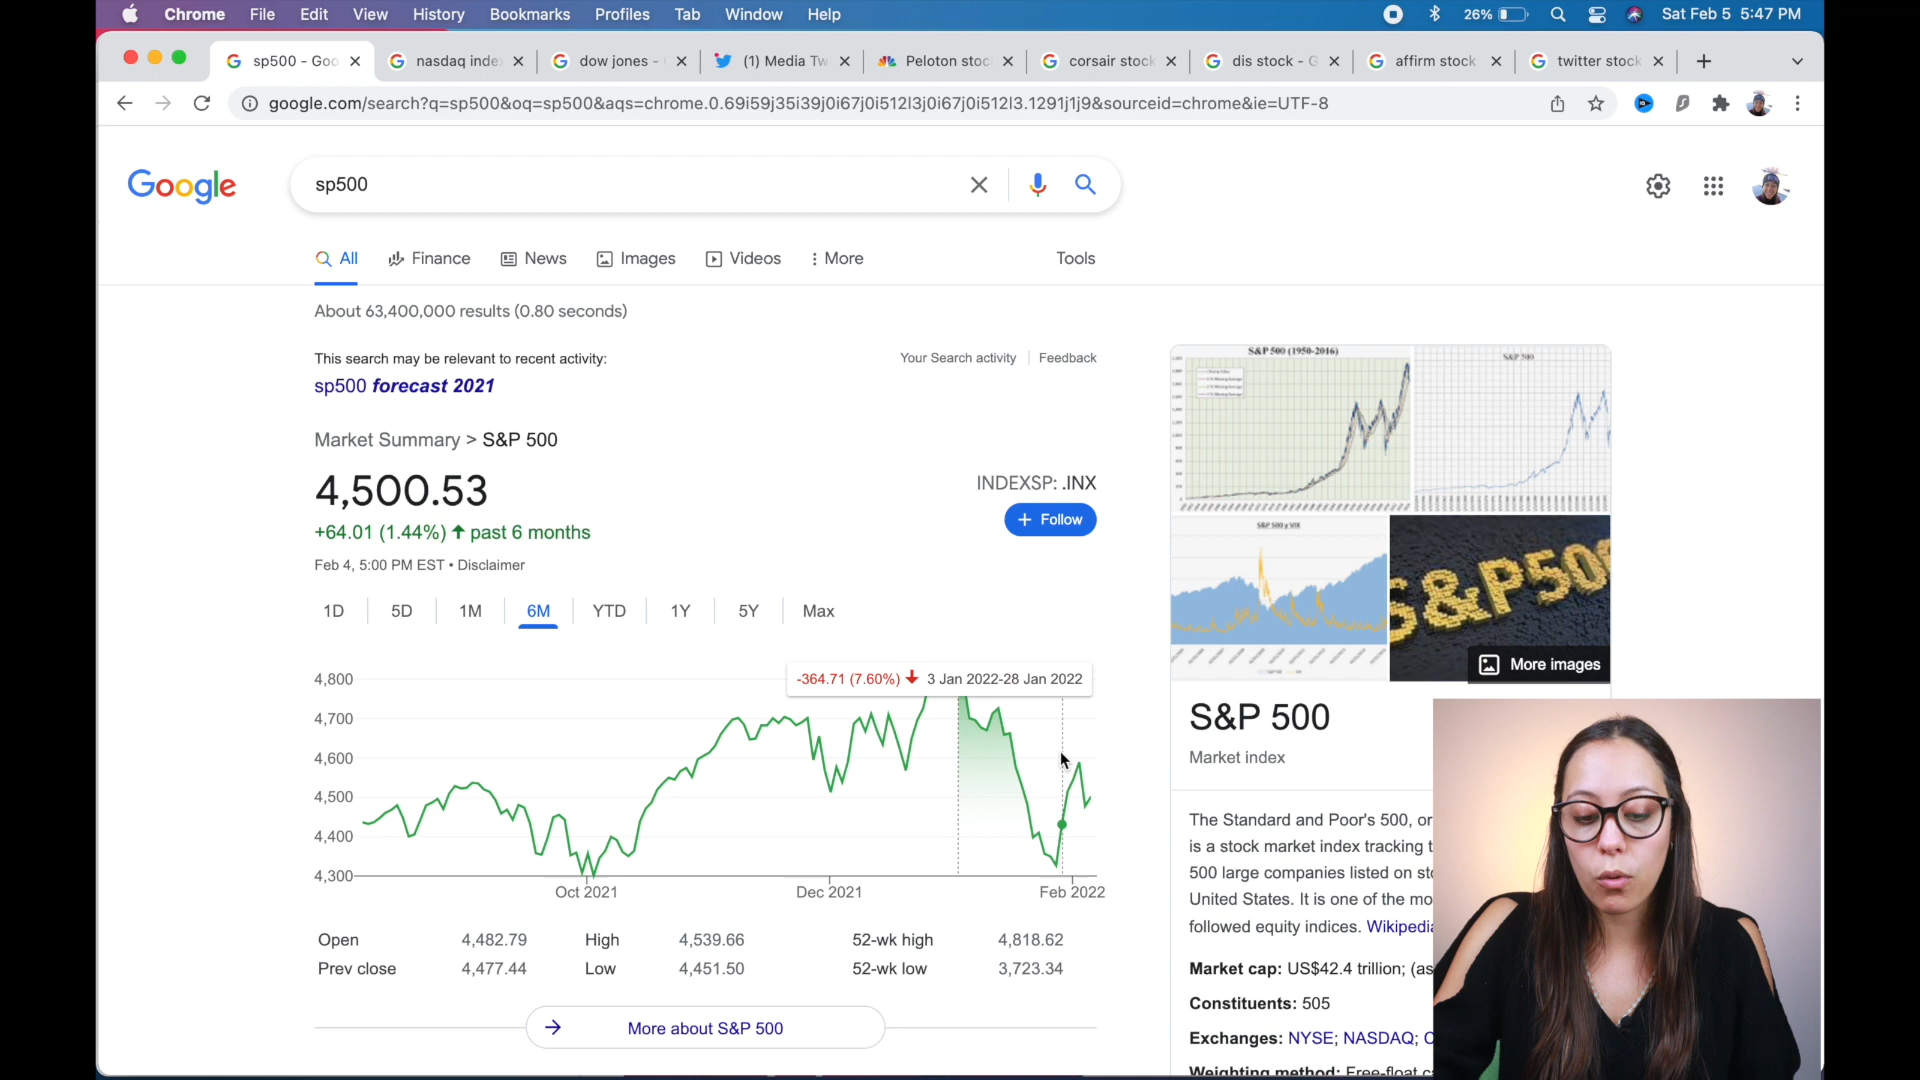 Chrome File Edit View History Bookmarks Profiles Tab Window Help 26% Sat Feb 5 5:47 PM
sp500 - Goo nasdaq inde dow jones - (1) Media Tw Peloton stoc corsair stock dis stock - G affirm stock twitter stock
google.com/search?q=sp500&oq=sp500&aqs=chrome.0.69i59j35i39j0i67j0i512l3j0i67j0i512l3.1291j1j9&sourceid=chrome&ie=UTF-8
Google sp500
All Finance News Images Videos More Tools
About 63,400,000 results (0.80 seconds)
This search may be relevant to recent activity: Your Search activity Feedback
sp500 forecast 2021
Market Summary > S&P 500
4,500.53 INDEXSP: .INX
+64.01 (1.44%) past 6 months + Follow
Feb 4, 5:00 PM EST • Disclaimer
1D 5D 1M 6M YTD 1Y 5Y Max
-364.71 (7.60%) 3 Jan 2022-28 Jan 2022
4,800
4,700
4,600
4,500
4,400
4,300
Oct 2021 Dec 2021 Feb 2022
Open 4,482.79 High 4,539.66 52-wk high 4,818.62
Prev close 4,477.44 Low 4,451.50 52-wk low 3,723.34
More about S&P 500
S&P 500 (1950-2016) S&P 500
S&P 500 y VIX
S&P500
More images
S&P 500
Market index
The Standard and Poor's 500, or
is a stock market index tracking t
500 large companies listed on sto
United States. It is one of the mo
followed equity indices. Wikipedia
Market cap: US$42.4 trillion; (as
Constituents: 505
Exchanges: NYSE; NASDAQ; C
Weighting method: Free-float ca